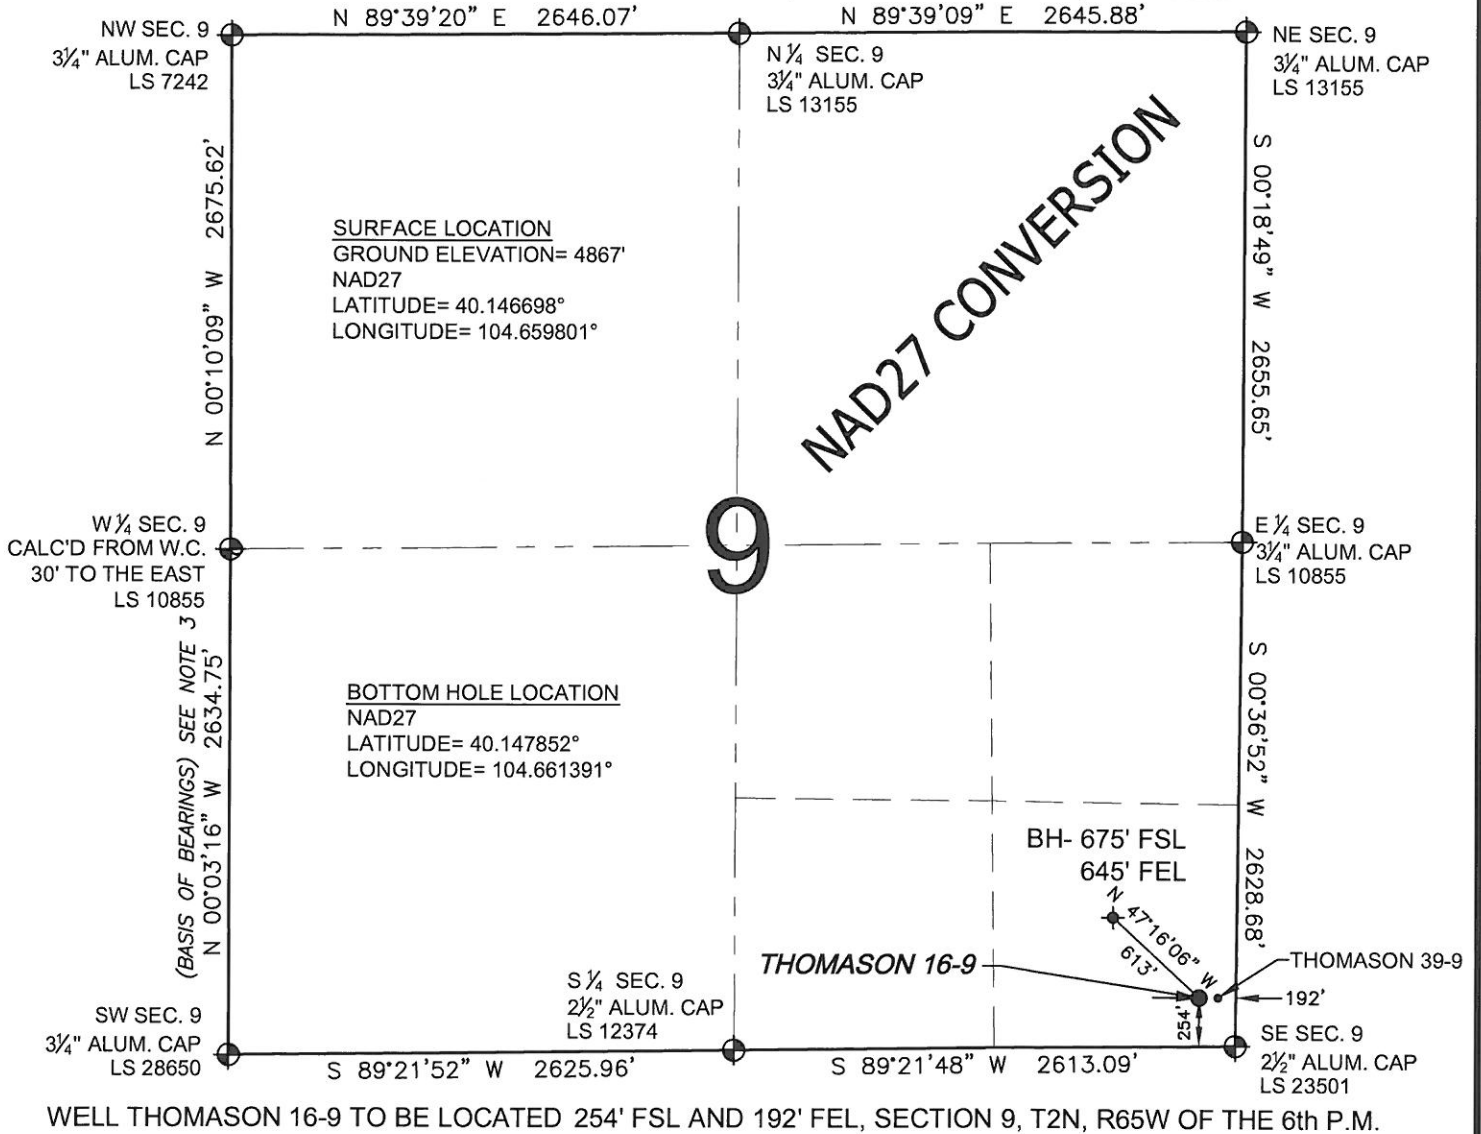 N 89°39'20" E 2646.07'
N 89°39'09" E 2645.88'
NW SEC. 9
3¼" ALUM. CAP
LS 7242
N ¼ SEC. 9
3¼" ALUM. CAP
LS 13155
NE SEC. 9
3¼" ALUM. CAP
LS 13155
N 00°10'09" W 2675.62'
SURFACE LOCATION
GROUND ELEVATION= 4867'
NAD27
LATITUDE= 40.146698°
LONGITUDE= 104.659801°
NAD27 CONVERSION
S 00°18'49" W 2655.65'
W ¼ SEC. 9
CALC'D FROM W.C.
30' TO THE EAST
LS 10855
9
E ¼ SEC. 9
3¼" ALUM. CAP
LS 10855
(BASIS OF BEARINGS) SEE NOTE 3
N 00°03'16" W 2634.75'
BOTTOM HOLE LOCATION
NAD27
LATITUDE= 40.147852°
LONGITUDE= 104.661391°
S 00°36'52" W 2628.68'
BH- 675' FSL
645' FEL
N 47°16'06" W
613'
THOMASON 16-9
THOMASON 39-9
192'
254'
S ¼ SEC. 9
2½" ALUM. CAP
LS 12374
SW SEC. 9
3¼" ALUM. CAP
LS 28650
SE SEC. 9
2½" ALUM. CAP
LS 23501
S 89°21'52" W 2625.96'
S 89°21'48" W 2613.09'
WELL THOMASON 16-9 TO BE LOCATED 254' FSL AND 192' FEL, SECTION 9, T2N, R65W OF THE 6th P.M.